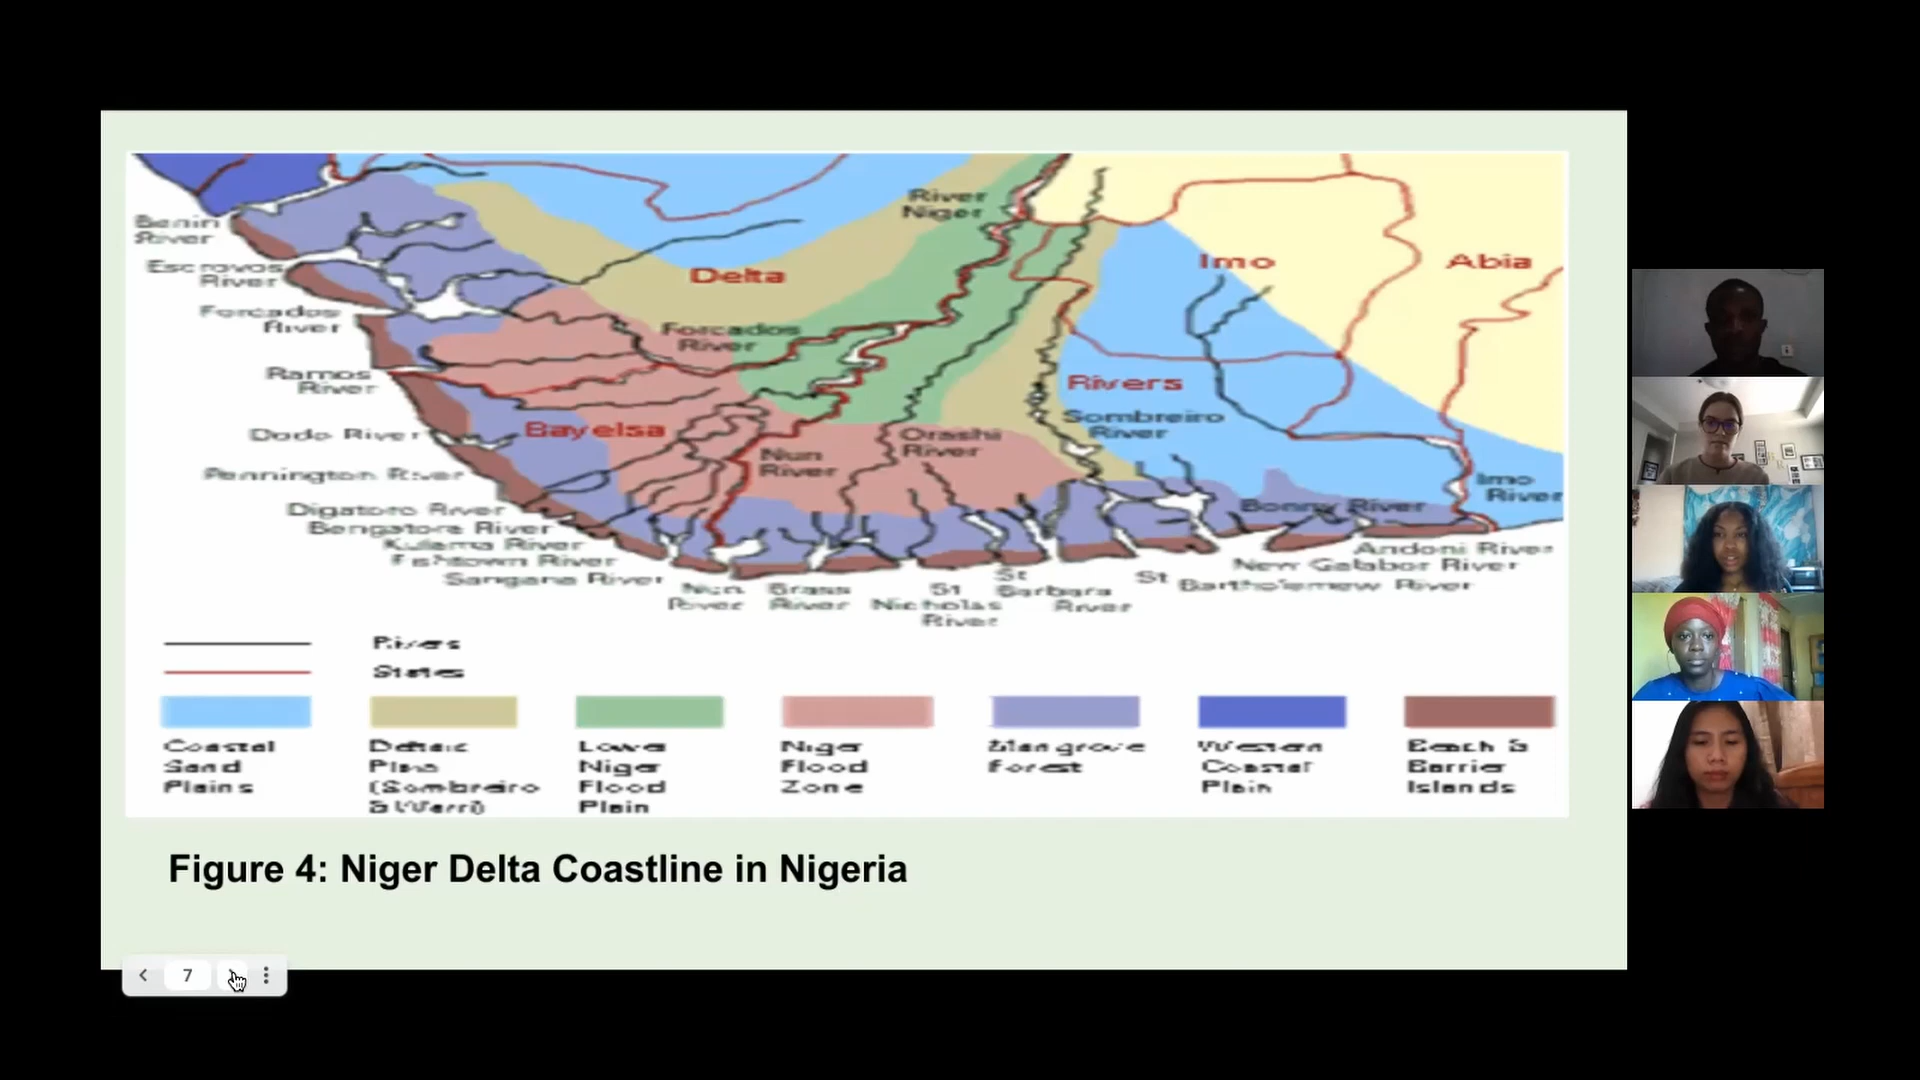 River
Niger
Benin
River
Escravos
River
Forcados
River
Delta
Imo
Abia
Forcados
River
Ramos
River
Rivers
Sombreiro
River
Dodo River
Bayelsa
Nun
River
Orashi
River
Pennington River
Imo
River
Digatoro River
Bengatoro River
Bonny River
Kulama River
Fishtown River
Sangana River
Andoni River
New Calabor River
Nun
River
Brass
River
St
Nicholas
River
St
Barbara
River
St Bartholemew River
Rivers
States
Coastal
Sand
Plains
Deltaic
Plain
(Sombreiro
& Warri)
Lower
Niger
Flood
Plain
Niger
Flood
Zone
Mangrove
Forest
Western
Coastal
Plain
Beach &
Barrier
Islands
Figure 4: Niger Delta Coastline in Nigeria
7